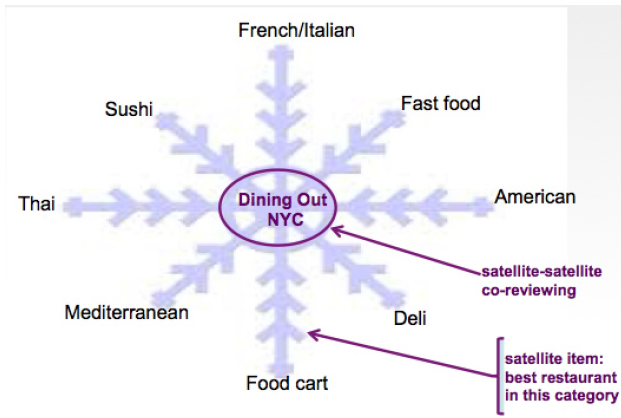 French/Italian
Sushi
Fast food
Thai
Dining Out
NYC
American
satellite-satellite
co-reviewing
Mediterranean
Deli
satellite item:
best restaurant
in this category
Food cart